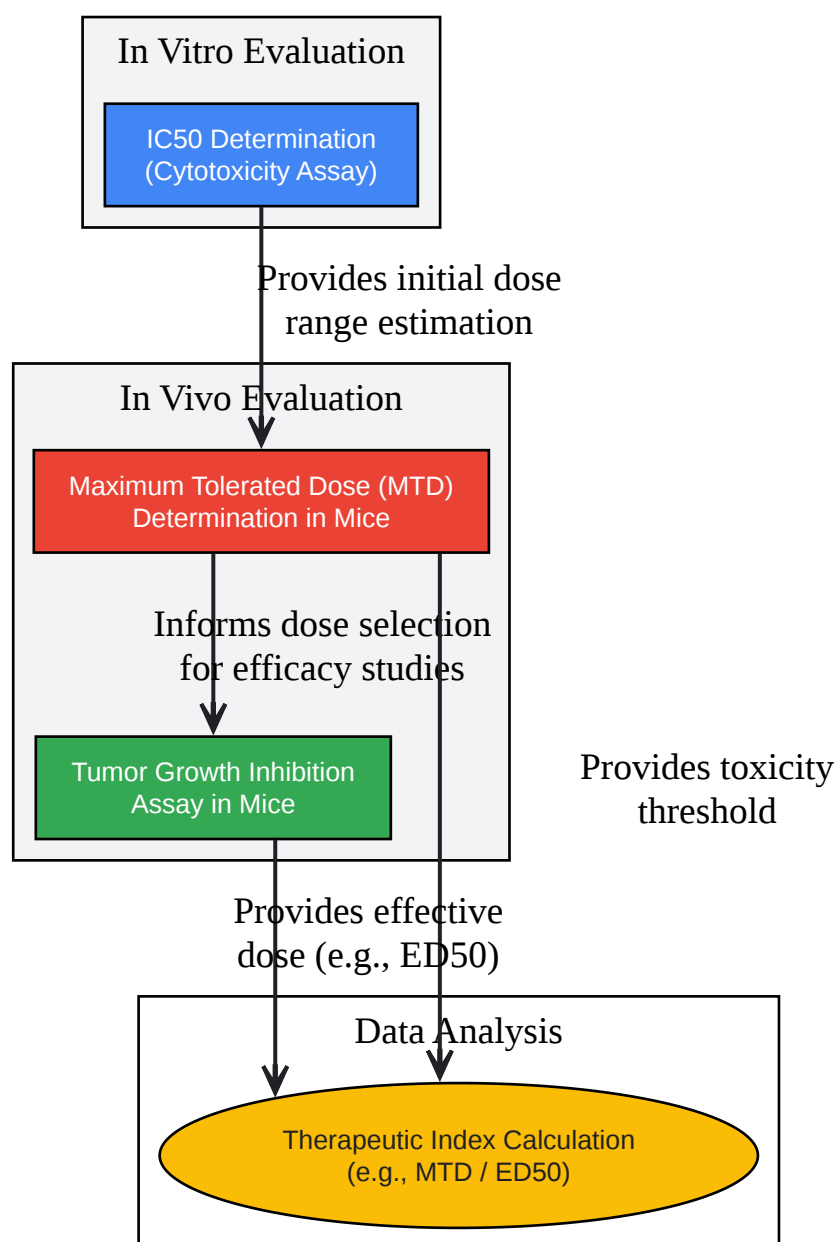 In Vitro Evaluation
IC50 Determination
(Cytotoxicity Assay)
Provides initial dose
range estimation
In Vivo Evaluation
Maximum Tolerated Dose (MTD)
Determination in Mice
Informs dose selection
for efficacy studies
Tumor Growth Inhibition
Assay in Mice
Provides toxicity
threshold
Provides effective
dose (e.g., ED50)
Data Analysis
Therapeutic Index Calculation
(e.g., MTD / ED50)